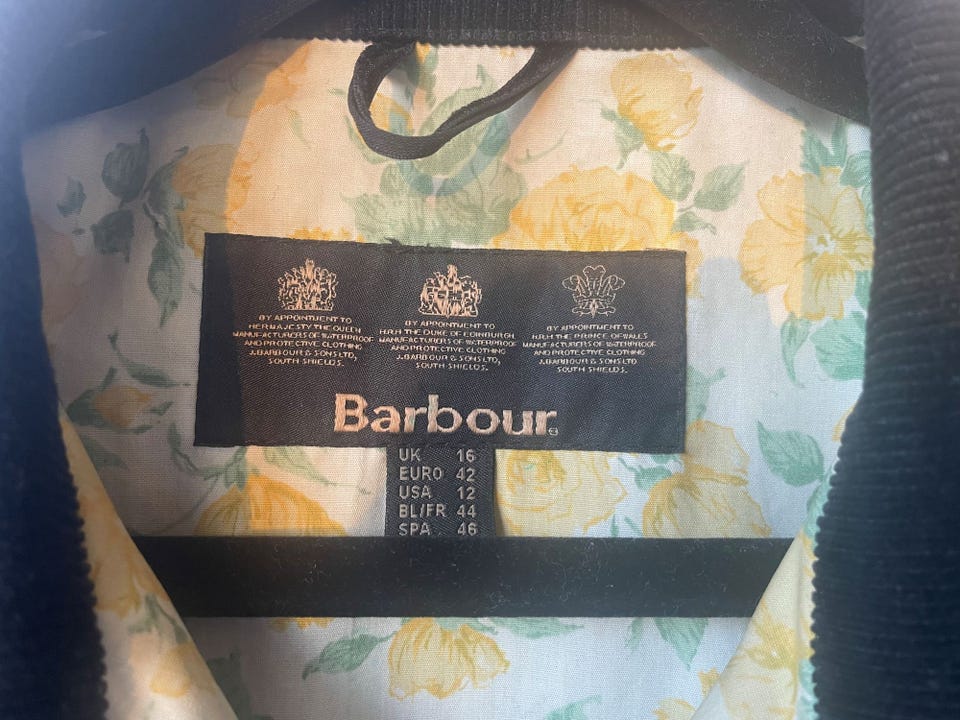 BY APPOINTMENT TO
HER MAJESTY THE QUEEN
MANUFACTURERS OF WATERPROOF
AND PROTECTIVE CLOTHING
J.BARBOUR & SONS LTD,
SOUTH SHIELDS.
BY APPOINTMENT TO
H.R.H THE DUKE OF EDINBURGH
MANUFACTURERS OF WATERPROOF
AND PROTECTIVE CLOTHING
J.BARBOUR & SONS LTD,
SOUTH SHIELDS.
BY APPOINTMENT TO
H.R.H. THE PRINCE OF WALES
MANUFACTURERS OF WATERPROOF
AND PROTECTIVE CLOTHING
J.BARBOUR & SONS LTD
SOUTH SHIELDS.
Barbour®
UK 16
EURO 42
USA 12
BL/FR 44
SPA 46